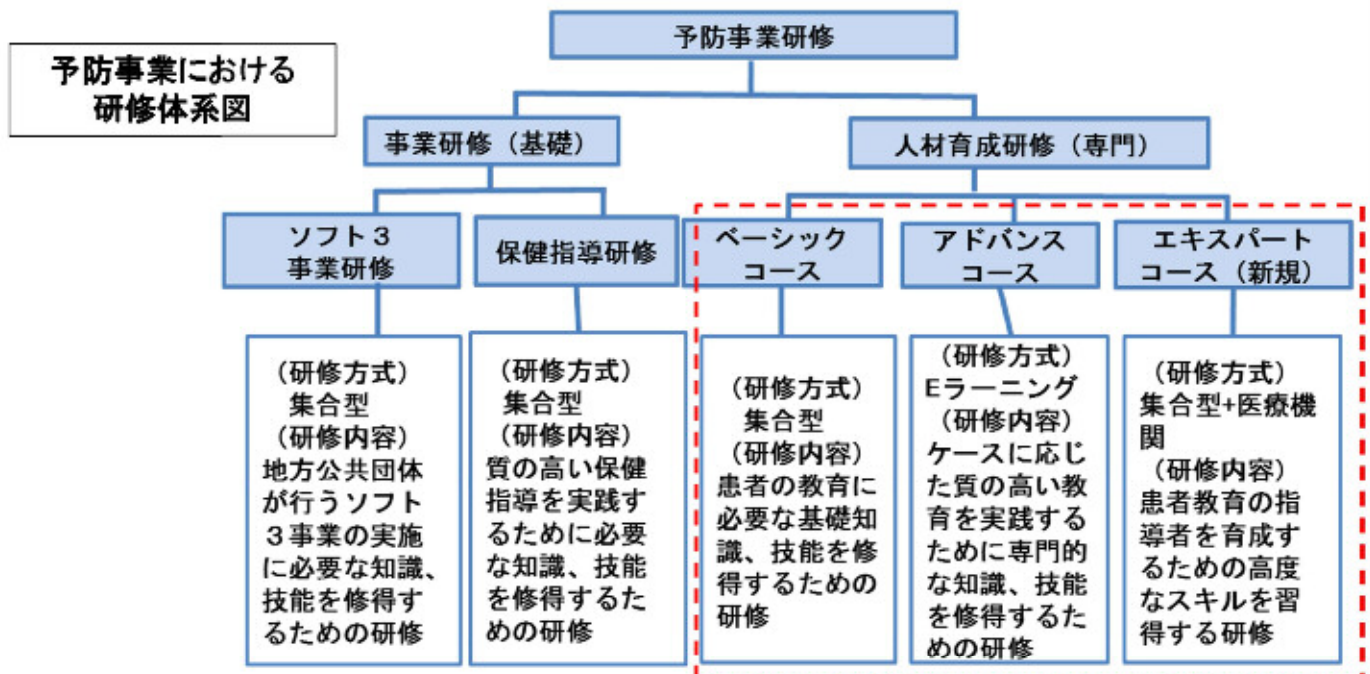 予防事業における
研修体系図
予防事業研修
事業研修（基礎）
人材育成研修（専門）
ソフト３
事業研修
保健指導研修
ベーシック
コース
アドバンス
コース
エキスパート
コース（新規）
（研修方式）
集合型
（研修内容）
地方公共団体
が行うソフト
３事業の実施
に必要な知識、
技能を修得す
るための研修
（研修方式）
集合型
（研修内容）
質の高い保健
指導を実践す
るために必要
な知識、技能
を修得するた
めの研修
（研修方式）
集合型
（研修内容）
患者の教育に
必要な基礎知
識、技能を修
得するための
研修
（研修方式）
Eラーニング
（研修内容）
ケースに応じ
た質の高い教
育を実践する
ために専門的
な知識、技能
を修得するた
めの研修
（研修方式）
集合型+医療機
関
（研修内容）
患者教育の指
導者を育成す
るための高度
なスキルを習
得する研修